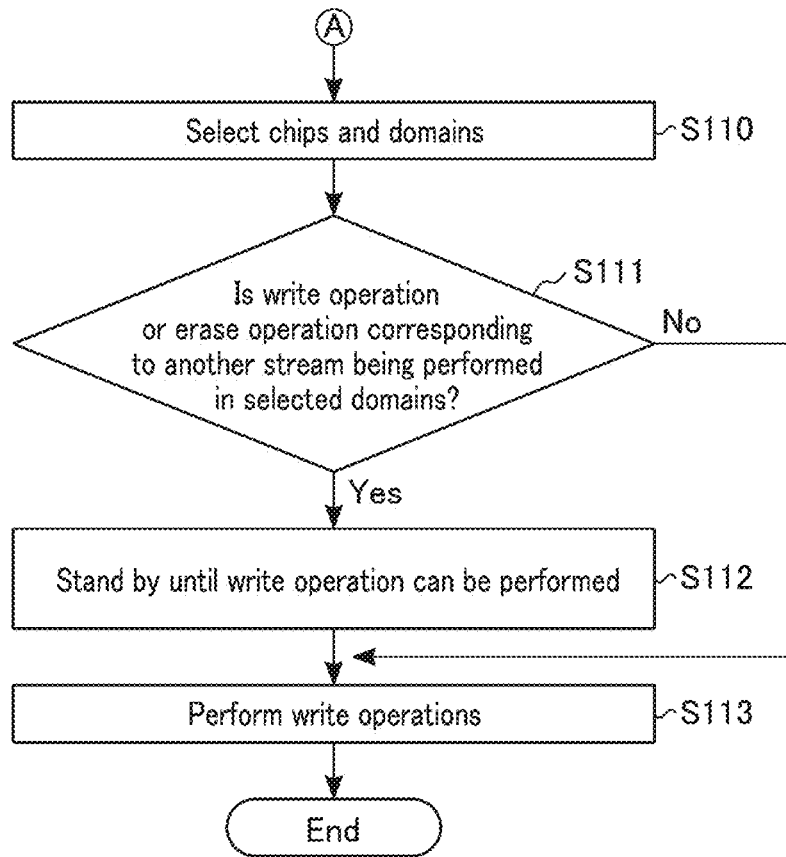 A
Select chips and domains
S110
S111
Is write operation
or erase operation corresponding
to another stream being performed
in selected domains?
No
Yes
Stand by until write operation can be performed
S112
Perform write operations
S113
End